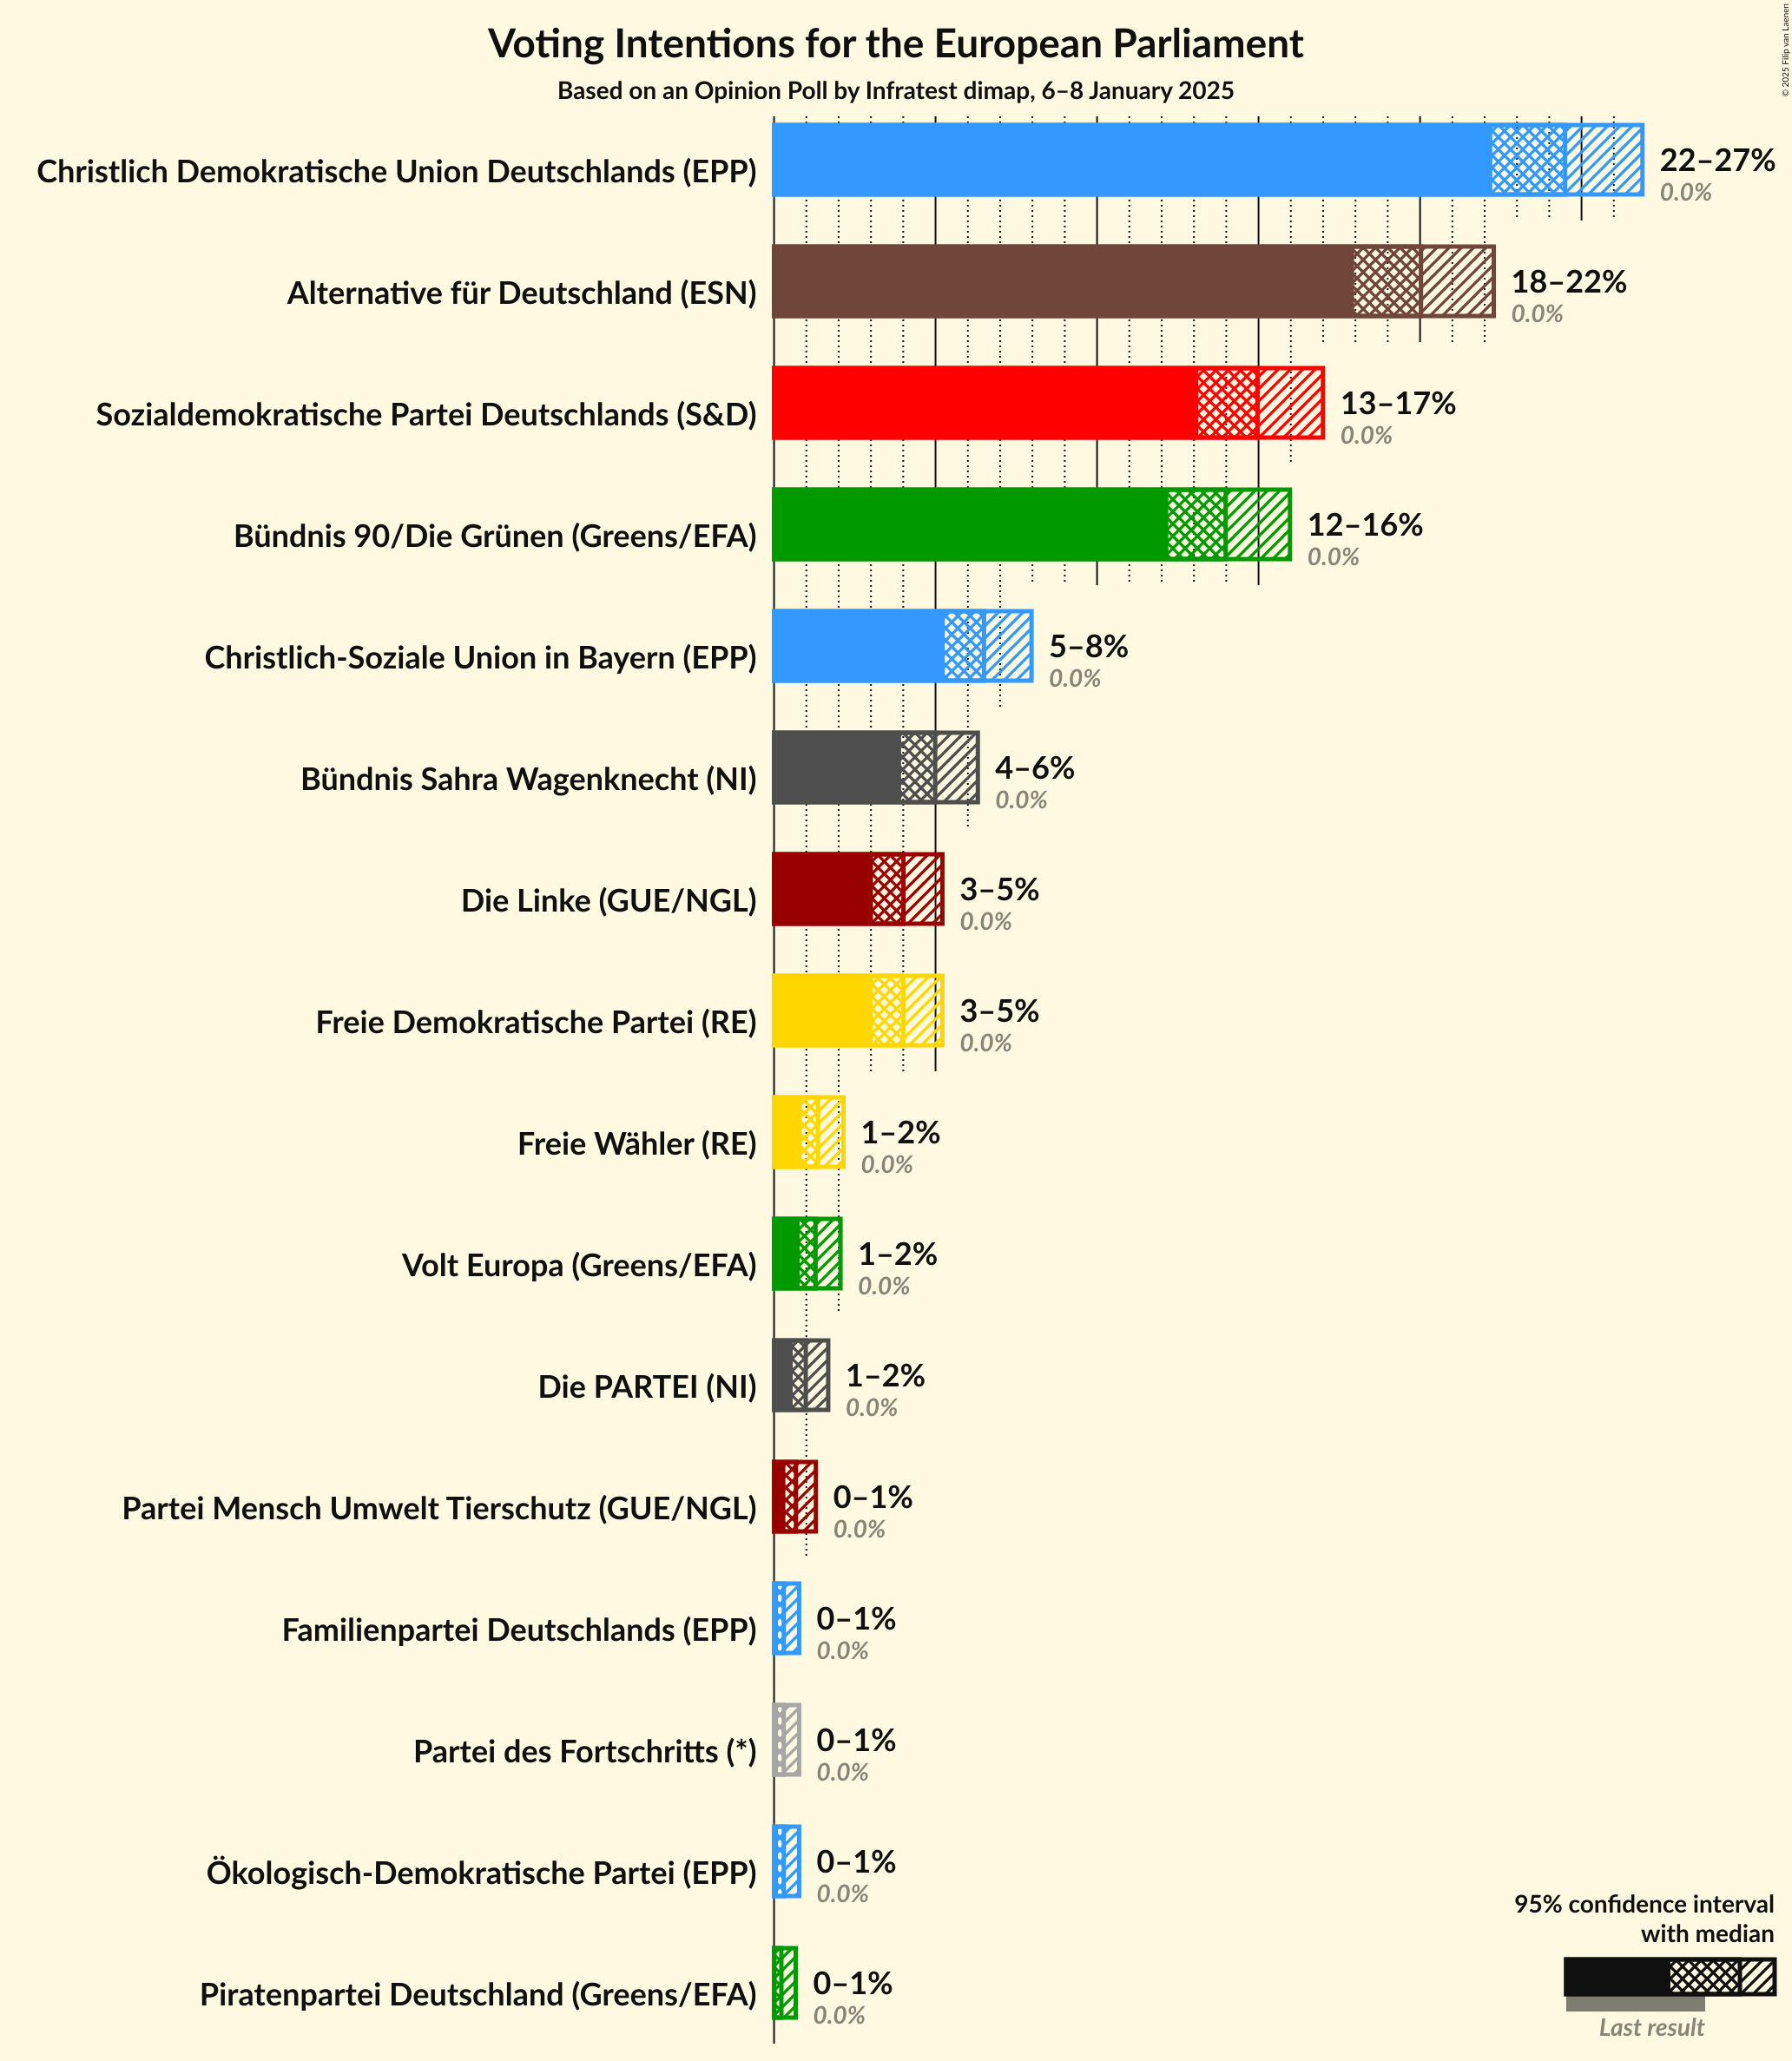 Voting Intentions for the European Parliament
Based on an Opinion Poll by Infratest dimap, 6–8 January 2025
© 2025 Filip van Laenen
Christlich Demokratische Union Deutschlands (EPP)
22–27%
0.0%
Alternative für Deutschland (ESN)
18–22%
0.0%
Sozialdemokratische Partei Deutschlands (S&D)
13–17%
0.0%
Bündnis 90/Die Grünen (Greens/EFA)
12–16%
0.0%
Christlich-Soziale Union in Bayern (EPP)
5–8%
0.0%
Bündnis Sahra Wagenknecht (NI)
4–6%
0.0%
Die Linke (GUE/NGL)
3–5%
0.0%
Freie Demokratische Partei (RE)
3–5%
0.0%
Freie Wähler (RE)
1–2%
0.0%
Volt Europa (Greens/EFA)
1–2%
0.0%
Die PARTEI (NI)
1–2%
0.0%
Partei Mensch Umwelt Tierschutz (GUE/NGL)
0–1%
0.0%
Familienpartei Deutschlands (EPP)
0–1%
0.0%
Partei des Fortschritts (*)
0–1%
0.0%
Ökologisch-Demokratische Partei (EPP)
0–1%
0.0%
Piratenpartei Deutschland (Greens/EFA)
0–1%
0.0%
95% confidence interval
with median
Last result